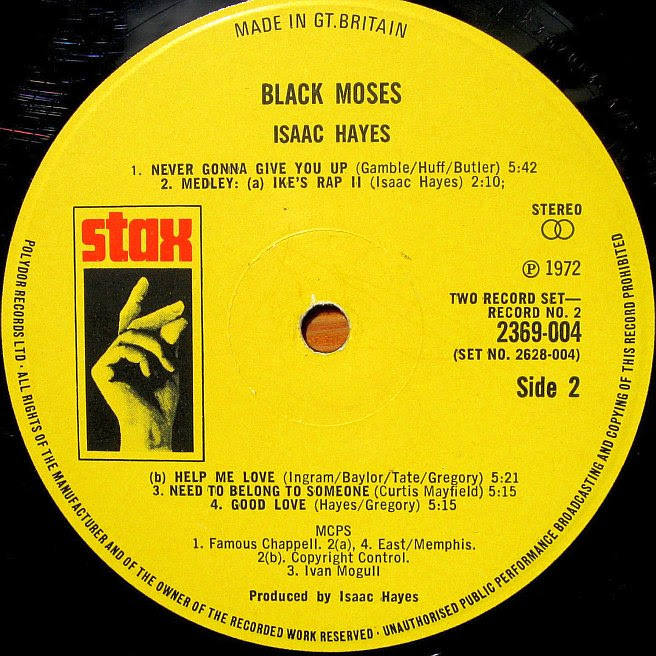 MADE IN GT.BRITAIN
BLACK MOSES
ISAAC HAYES
1. NEVER GONNA GIVE YOU UP (Gamble/Huff/Butler) 5:42
2. MEDLEY: (a) IKE'S RAP II (Isaac Hayes) 2:10;
stax
STEREO
℗ 1972
TWO RECORD SET—
RECORD NO. 2
2369-004
(SET NO. 2628-004)
Side 2
(b) HELP ME LOVE (Ingram/Baylor/Tate/Gregory) 5:21
3. NEED TO BELONG TO SOMEONE (Curtis Mayfield) 5:15
4. GOOD LOVE (Hayes/Gregory) 5:15
MCPS
1. Famous Chappell. 2(a), 4. East/Memphis.
2(b). Copyright Control.
3. Ivan Mogull
Produced by Isaac Hayes
POLYDOR RECORDS LTD · ALL RIGHTS OF THE MANUFACTURER AND OF THE OWNER OF THE RECORDED WORK RESERVED · UNAUTHORISED PUBLIC PERFORMANCE BROADCASTING AND COPYING OF THIS RECORD PROHIBITED